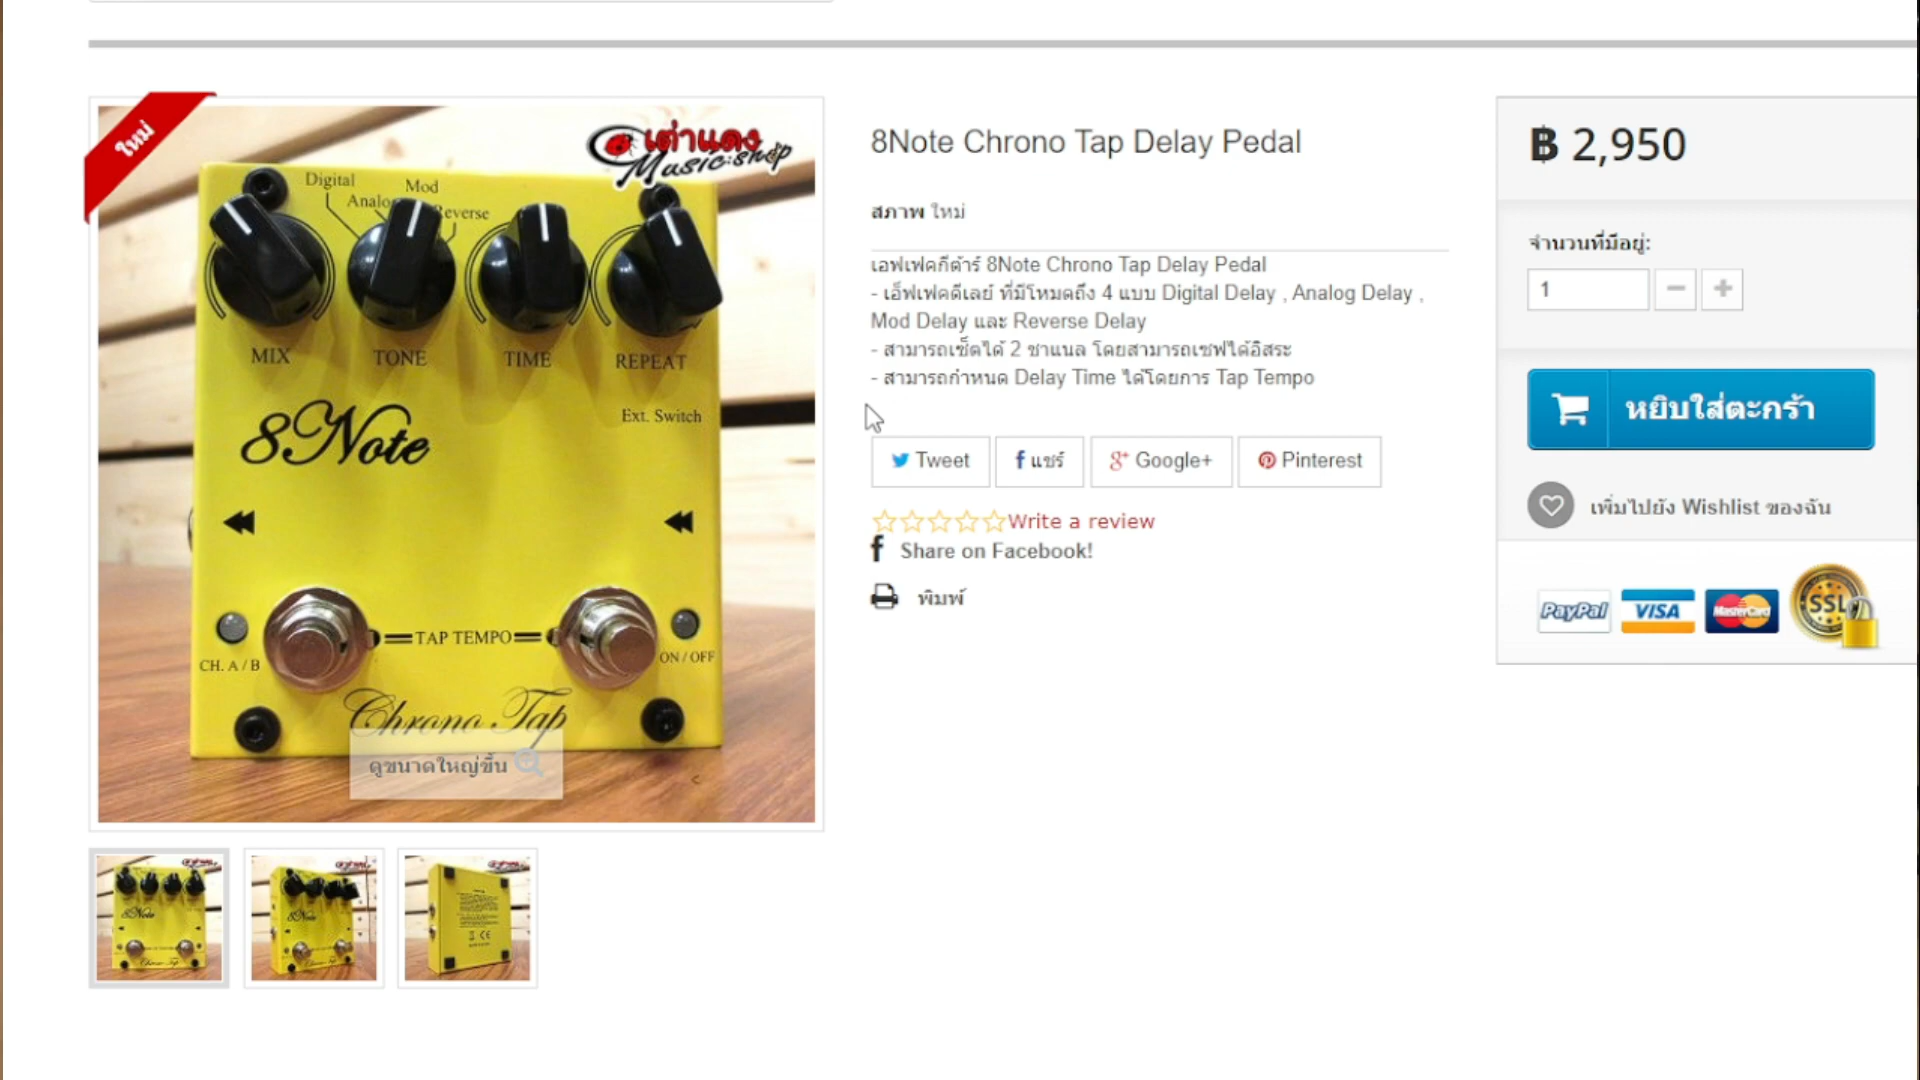 ใหม่
เต่าแดง
Music:shop
Digital
Mod
Analo
Reverse
MIX
TONE
TIME
REPEAT
Ext. Switch
8Note
TAP TEMPO
CH. A / B
ON / OFF
Chrono Tap
ดูขนาดใหญ่ขึ้น
8Note Chrono Tap Delay Pedal
สภาพ ใหม่
เอฟเฟคกีต้าร์ 8Note Chrono Tap Delay Pedal
- เอ็ฟเฟคดีเลย์ ที่มีโหมดถึง 4 แบบ Digital Delay , Analog Delay ,
Mod Delay และ Reverse Delay
- สามารถเซ็ตได้ 2 ชาแนล โดยสามารถเซฟได้อิสระ
- สามารถกำหนด Delay Time ได้โดยการ Tap Tempo
Tweet
แชร์
Google+
Pinterest
Write a review
Share on Facebook!
พิมพ์
฿ 2,950
จำนวนที่มีอยู่:
1
หยิบใส่ตะกร้า
เพิ่มไปยัง Wishlist ของฉัน
PayPal
VISA
MasterCard
SSL